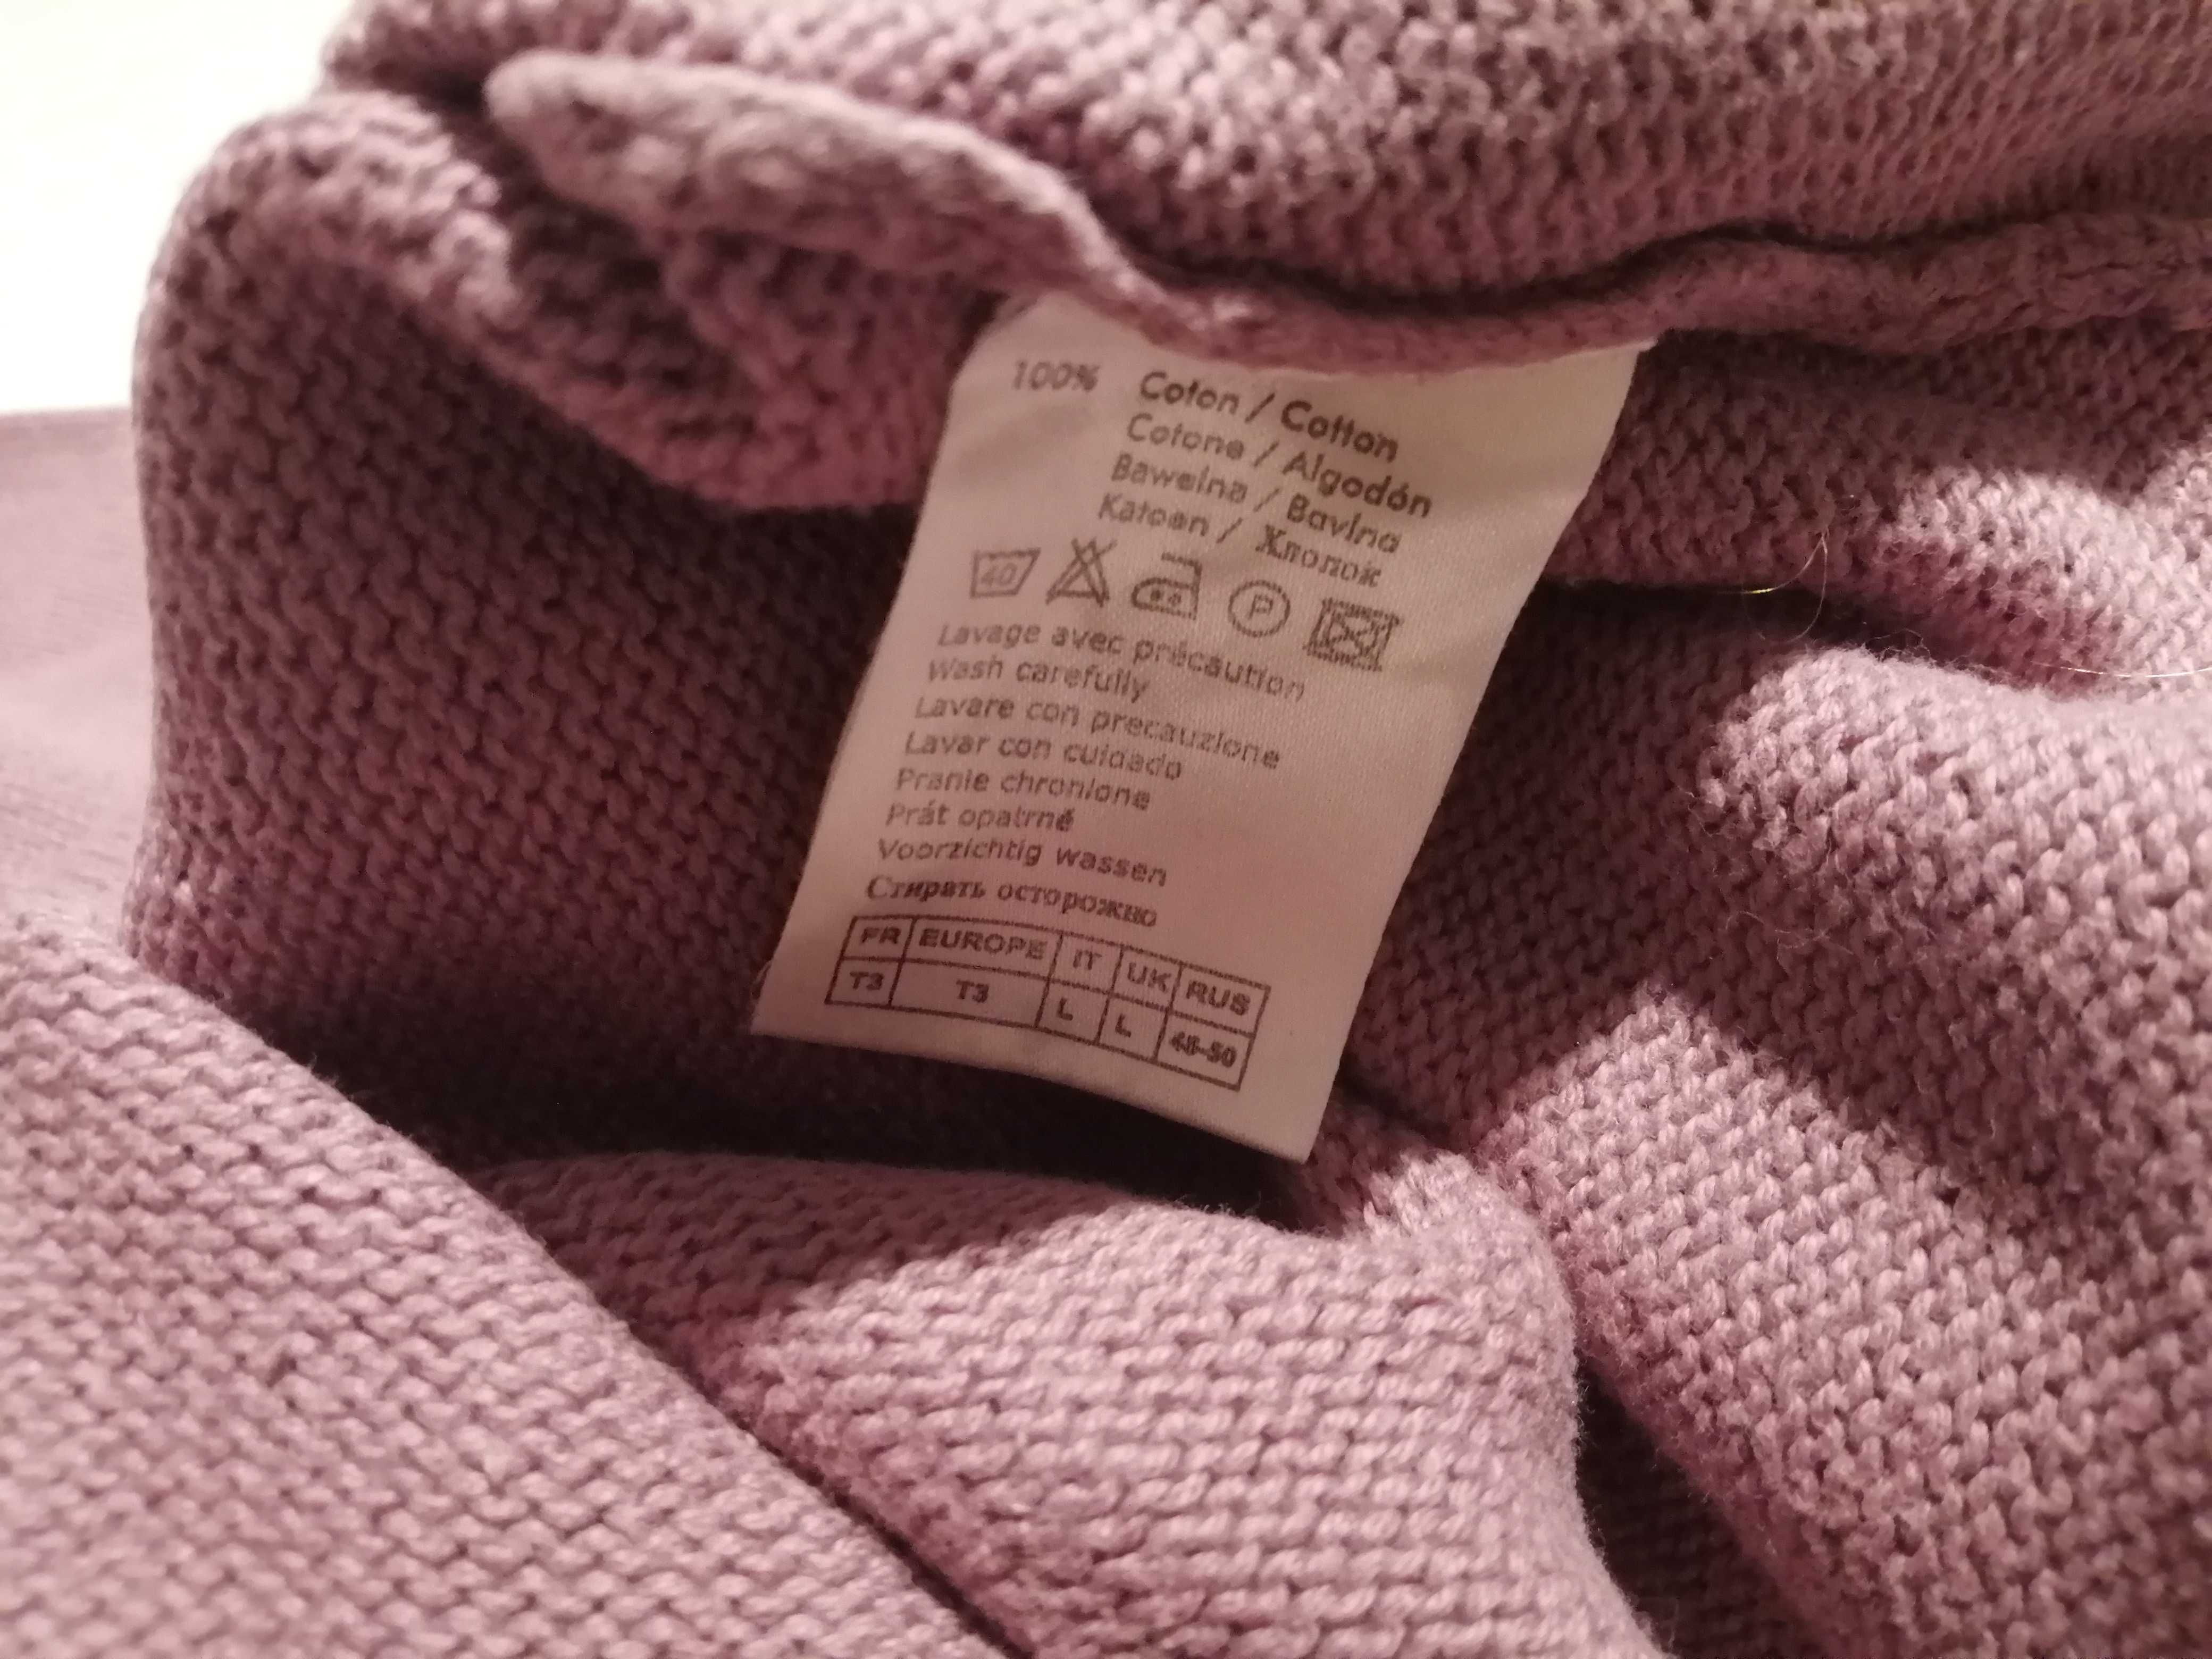 100% Coton / Cotton
Cotone / Algodón
Bawełna / Bavlna
Katoen / Хлопок
40 P
Lavage avec précaution
Wash carefully
Lavare con precauzione
Lavar con cuidado
Pranie chronione
Prát opatrně
Voorzichtig wassen
Стирать осторожно
FR EUROPE IT UK RUS
T3 T3 L L 48-50